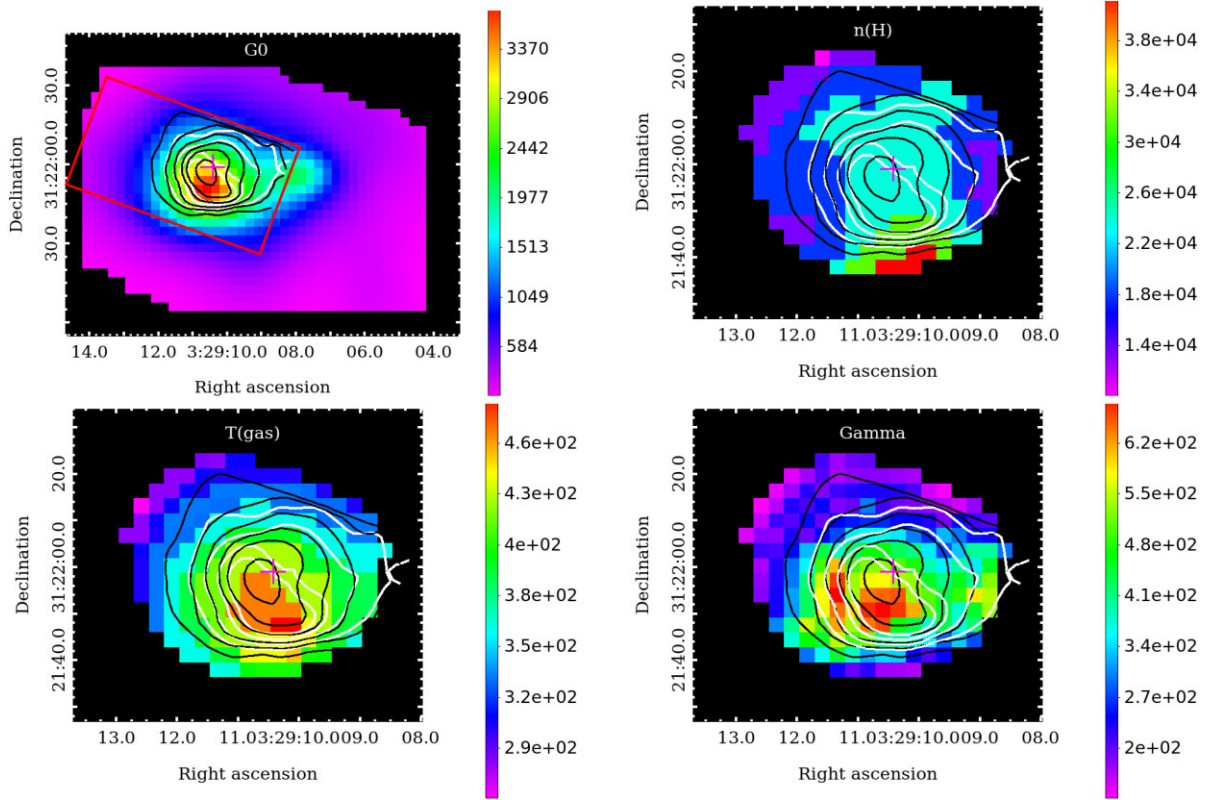 G0
Declination
30.0
31:22:00.0
30.0
14.0 12.0 3:29:10.0 08.0 06.0 04.0
Right ascension
3370
2906
2442
1977
1513
1049
584
n(H)
Declination
20.0
31:22:00.0
21:40.0
13.0 12.0 11.03:29:10.009.0 08.0
Right ascension
3.8e+04
3.4e+04
3e+04
2.6e+04
2.2e+04
1.8e+04
1.4e+04
T(gas)
Declination
20.0
31:22:00.0
21:40.0
13.0 12.0 11.03:29:10.009.0 08.0
Right ascension
4.6e+02
4.3e+02
4e+02
3.8e+02
3.5e+02
3.2e+02
2.9e+02
Gamma
Declination
20.0
31:22:00.0
21:40.0
13.0 12.0 11.03:29:10.009.0 08.0
Right ascension
6.2e+02
5.5e+02
4.8e+02
4.1e+02
3.4e+02
2.7e+02
2e+02